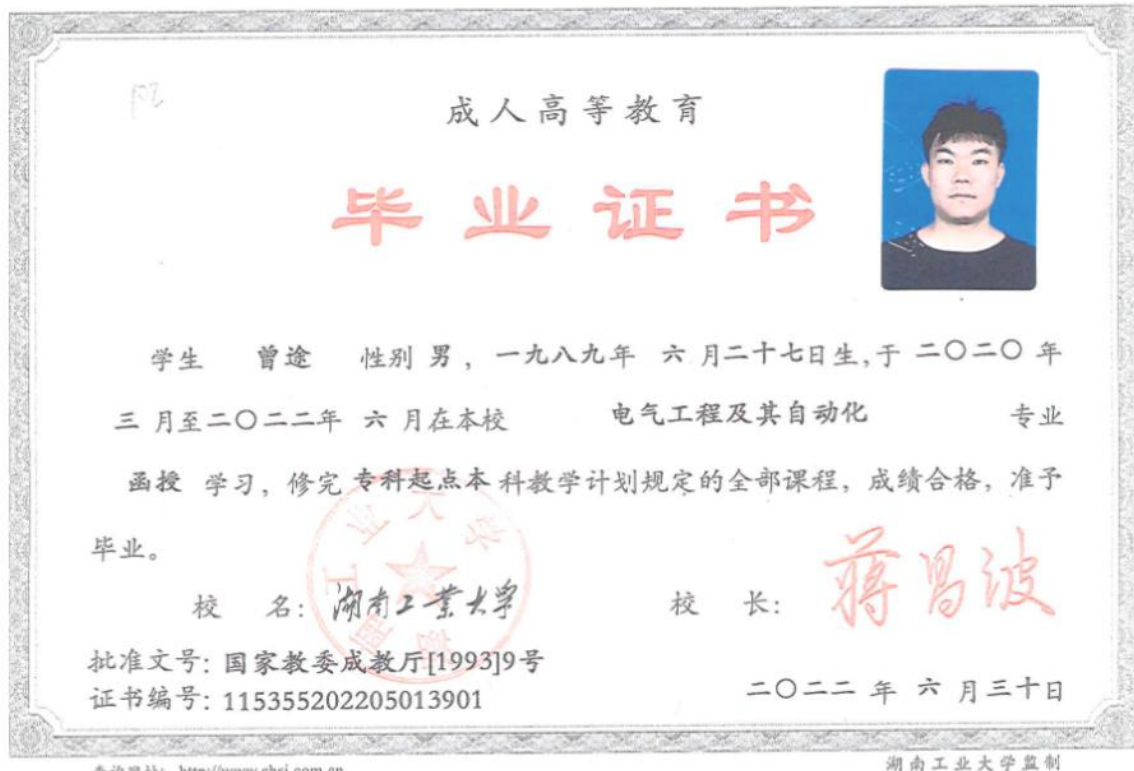 成人高等教育
毕业证书
学生 曾途 性别 男，一九八九年 六 月二十七日生，于 二〇二〇 年
三 月至二〇二二年 六 月在本校 电气工程及其自动化 专业
函授 学习，修完 专科起点本 科教学计划规定的全部课程，成绩合格，准予
毕业。
校 名：湖南工业大学 校 长：蒋昌波
批准文号：国家教委成教厅[1993]9号
证书编号：115355202205013901 二〇二二 年 六 月三十日
湖南工业大学监制